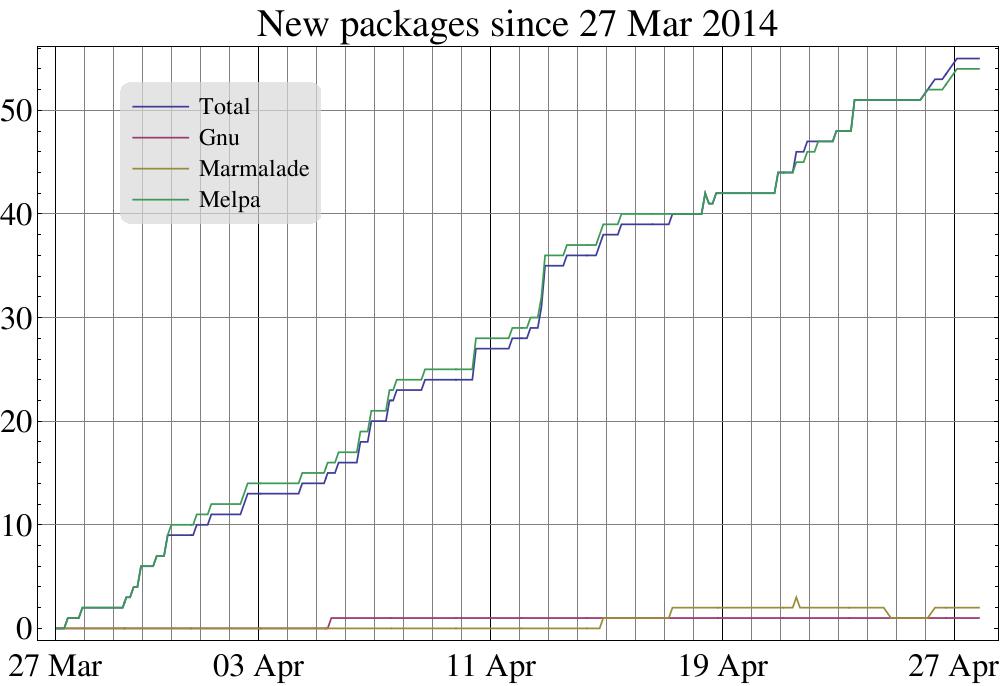 New packages since 27 Mar 2014
Total
Gnu
Marmalade
Melpa
50
40
30
20
10
0
27 Mar 03 Apr 11 Apr 19 Apr 27 Apr